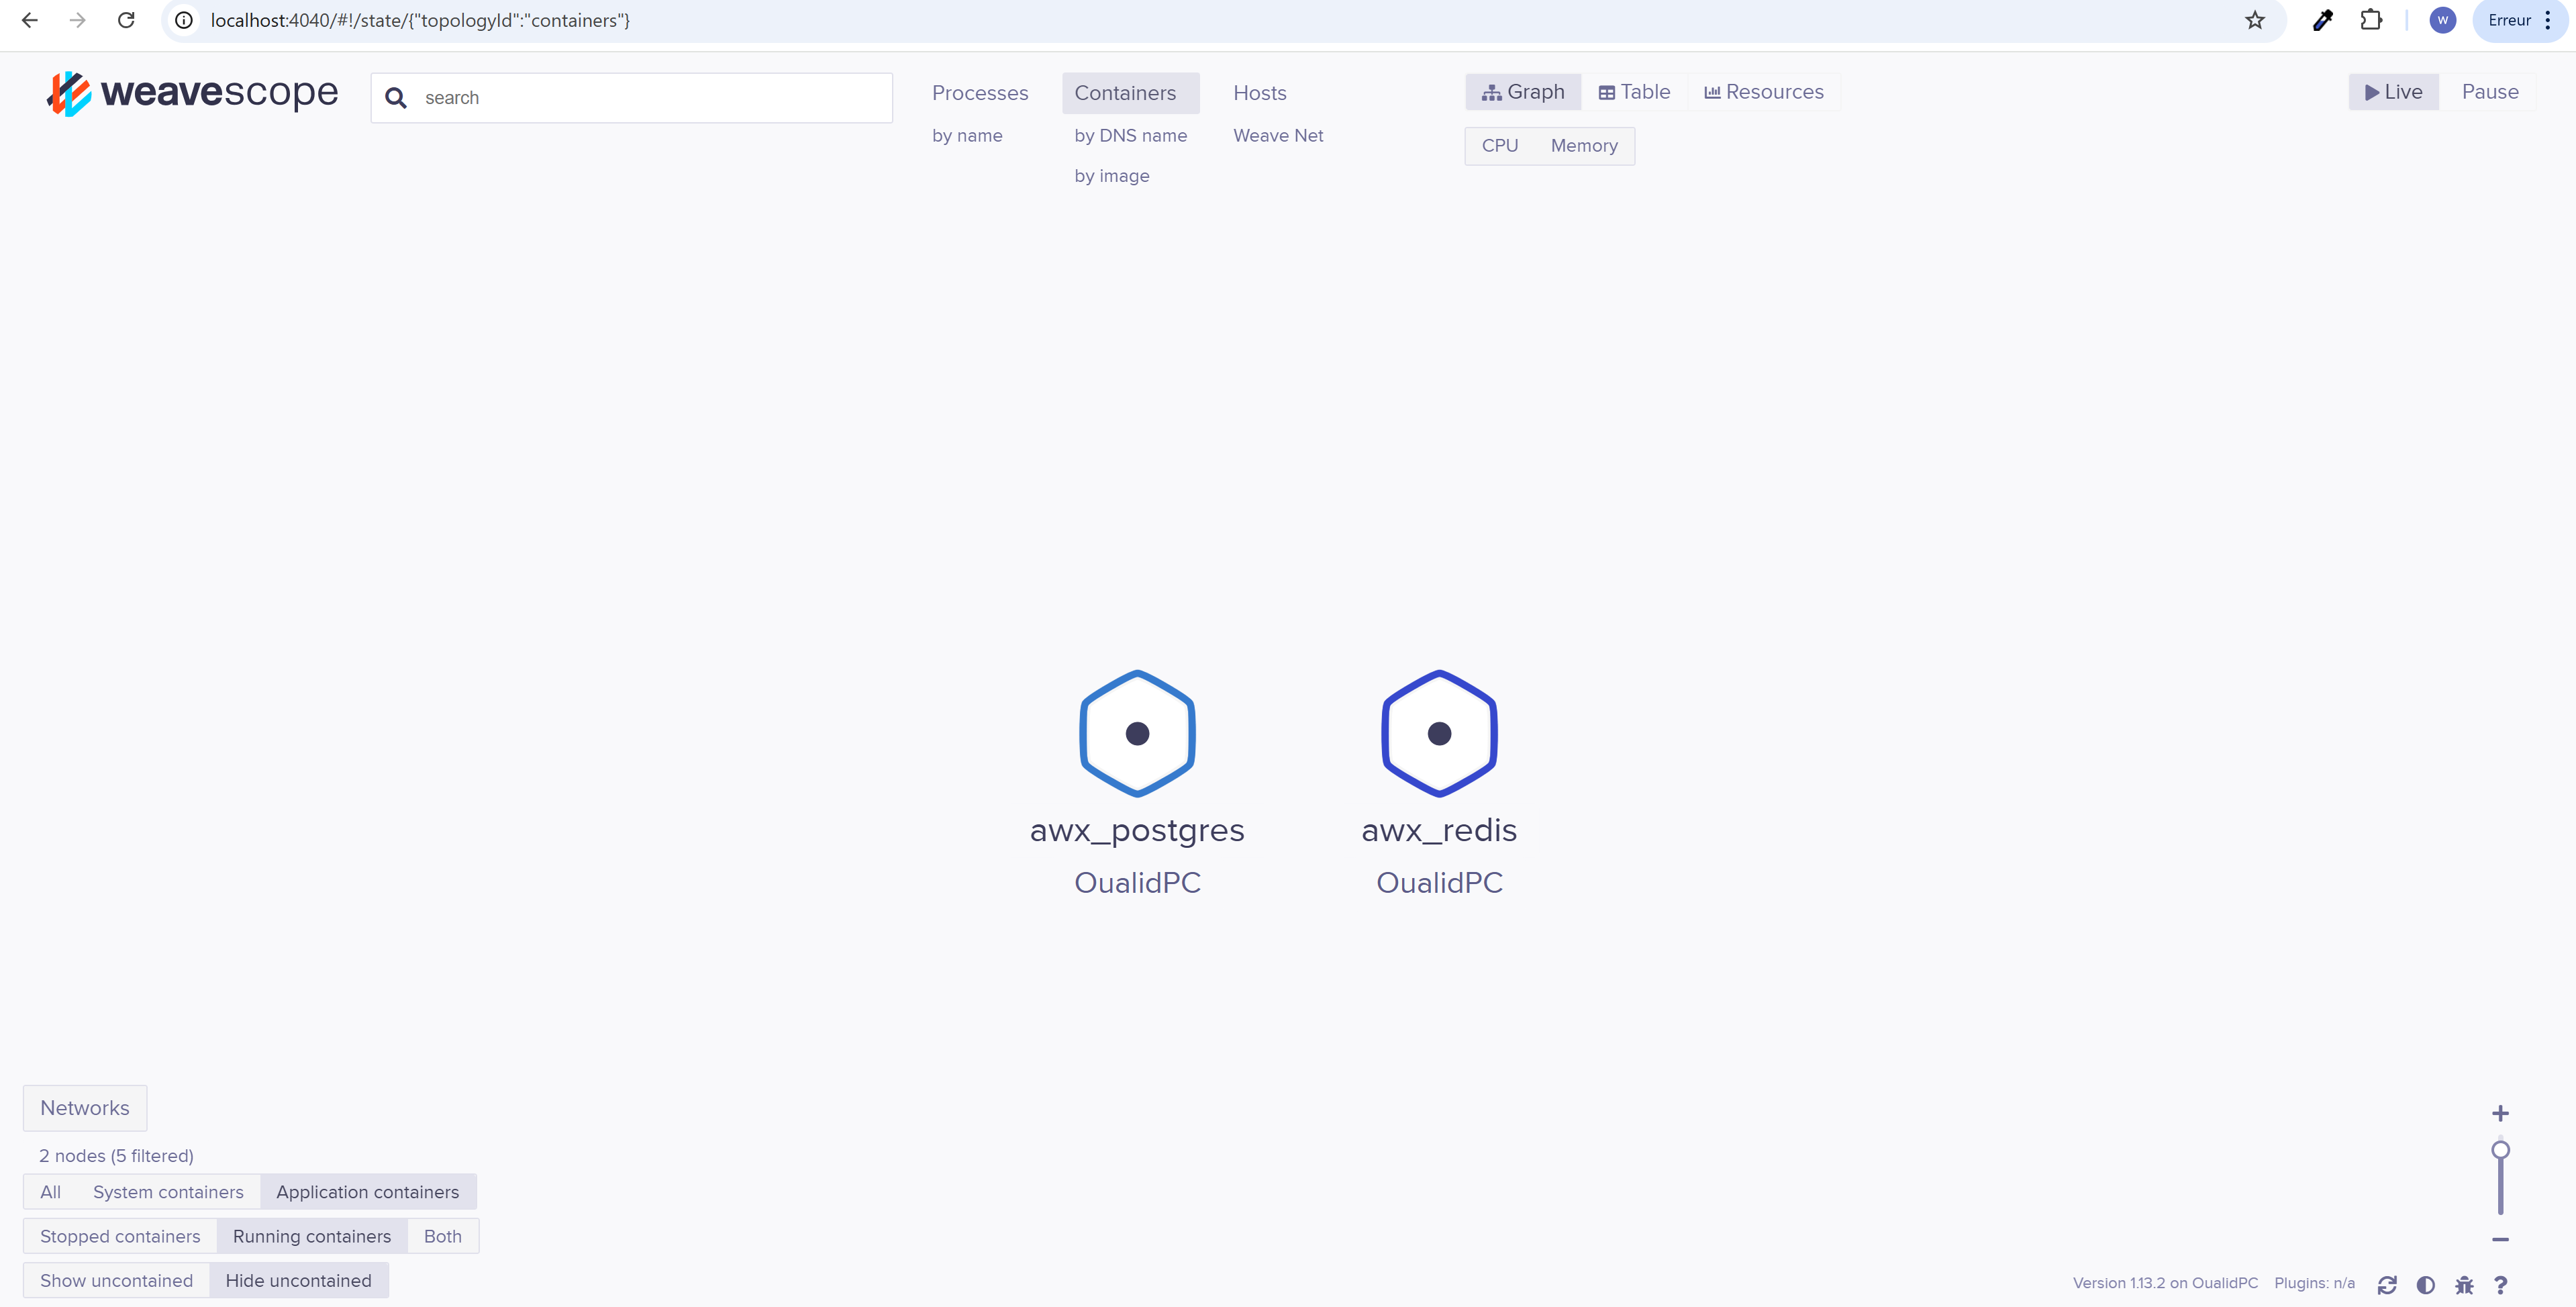 localhost:4040/#!/state/{"topologyId":"containers"}
W
Erreur
weavescope
search
Processes
Containers
Hosts
by name
by DNS name
Weave Net
by image
Graph
Table
Resources
CPU
Memory
Live
Pause
awx_postgres
OualidPC
awx_redis
OualidPC
Networks
2 nodes (5 filtered)
All System containers Application containers
Stopped containers Running containers Both
Show uncontained Hide uncontained
Version 1.13.2 on OualidPC Plugins: n/a